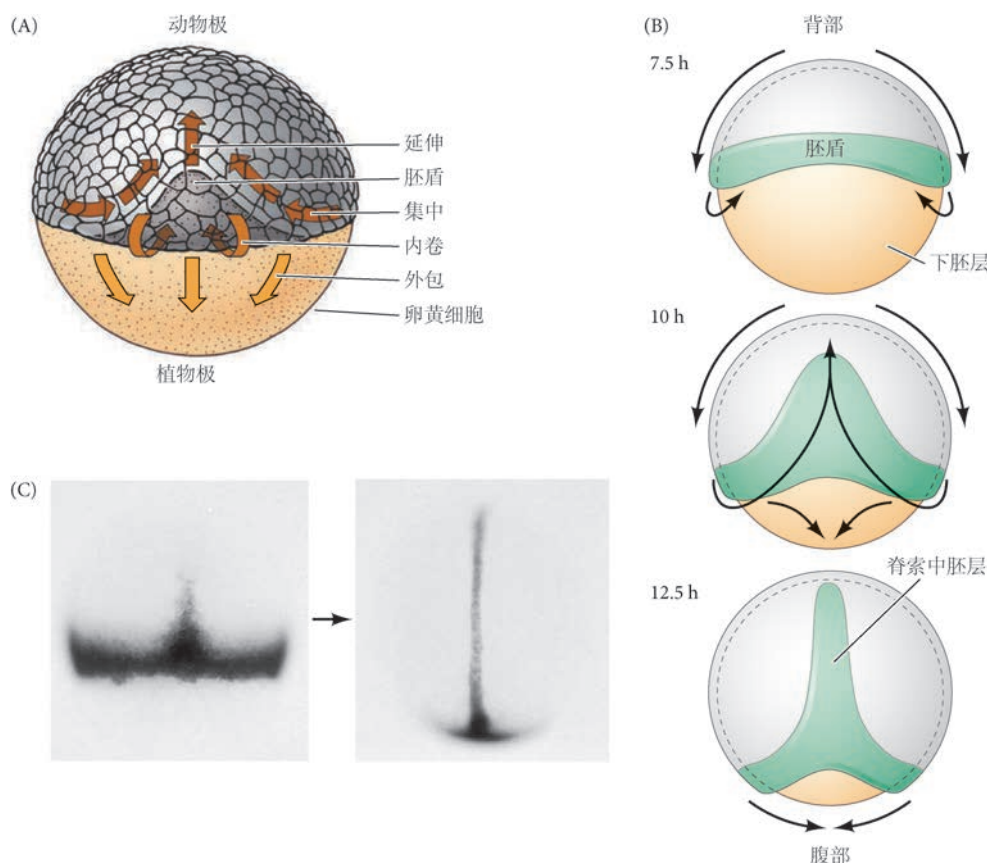 (A)
动物极
延伸
胚盾
集中
内卷
外包
卵黄细胞
植物极
(B)
背部
7.5 h
胚盾
下胚层
10 h
脊索中胚层
12.5 h
腹部
(C)